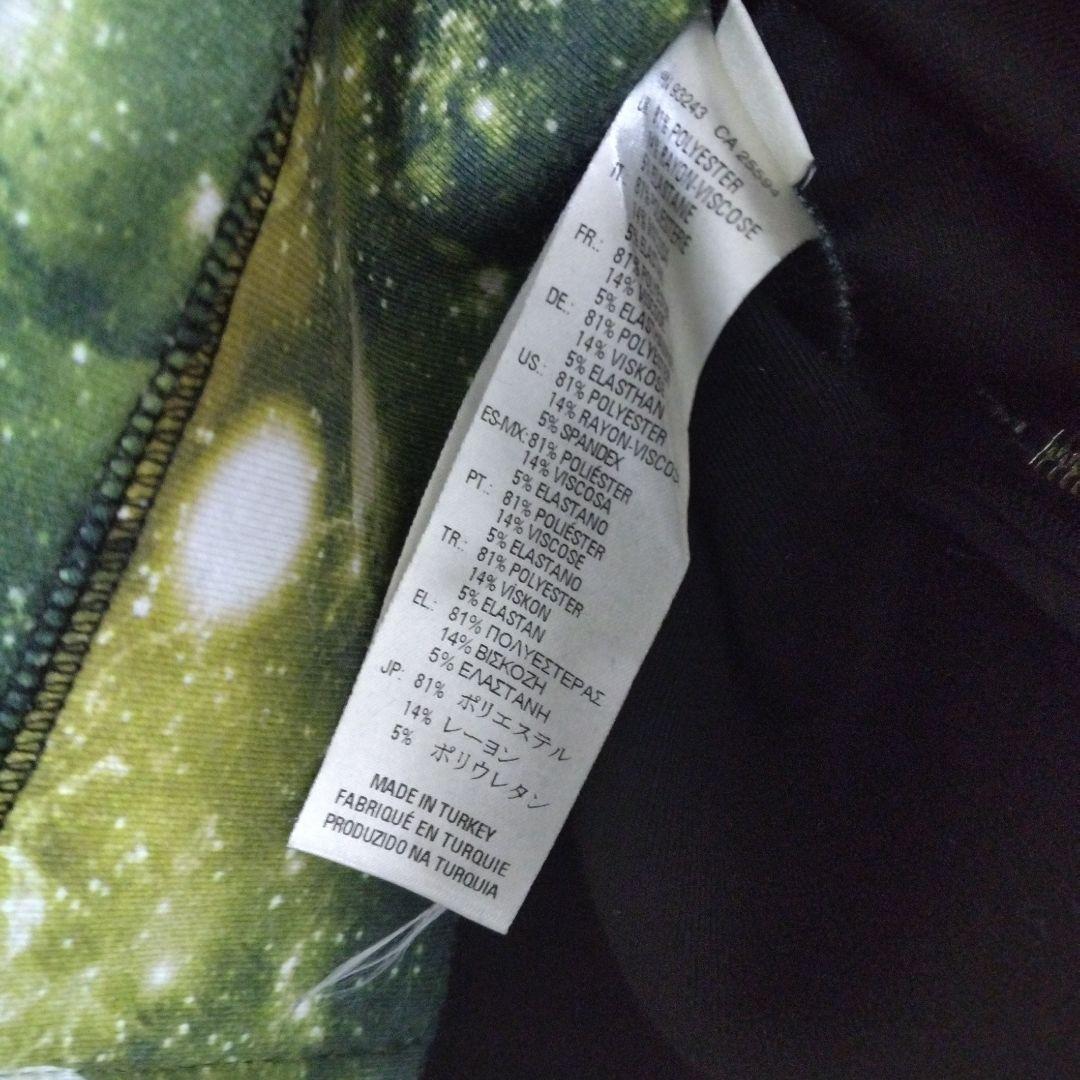 93243 CA 25594
POLYESTER
RAYON-VISCOSE
FR.: 81%
14%
5%
DE.: 81% POLYESTER
14% VISKOSE
5% ELASTHAN
US.: 81% POLYESTER
14% RAYON-VISCOSE
5% SPANDEX
ES-MX: 81% POLIÉSTER
14% VISCOSA
5% ELASTANO
PT.: 81% POLIÉSTER
14% VISCOSE
5% ELASTANO
TR.: 81% POLYESTER
14% VİSKON
5% ELASTAN
EL.: 81% ΠΟΛΥΕΣΤΕΡΑΣ
14% ΒΙΣΚΟΖΗ
5% ΕΛΑΣΤΑΝΗ
JP: 81% ポリエステル
14% レーヨン
5% ポリウレタン
MADE IN TURKEY
FABRIQUÉ EN TURQUIE
PRODUZIDO NA TURQUIA